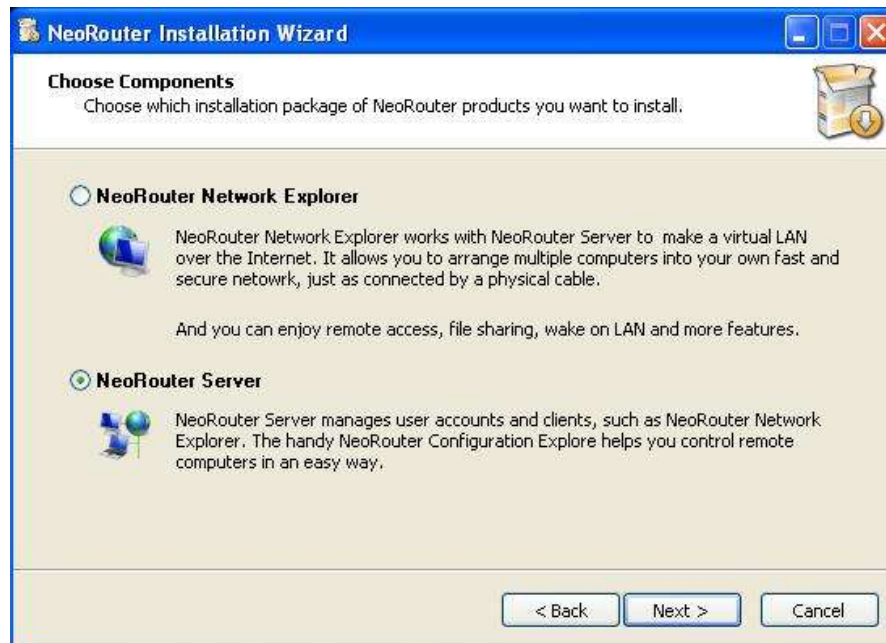 NeoRouter Installation Wizard
Choose Components
Choose which installation package of NeoRouter products you want to install.
NeoRouter Network Explorer
NeoRouter Network Explorer works with NeoRouter Server to make a virtual LAN
over the Internet. It allows you to arrange multiple computers into your own fast and
secure netowrk, just as connected by a physical cable.
And you can enjoy remote access, file sharing, wake on LAN and more features.
NeoRouter Server
NeoRouter Server manages user accounts and clients, such as NeoRouter Network
Explorer. The handy NeoRouter Configuration Explore helps you control remote
computers in an easy way.
< Back
Next >
Cancel